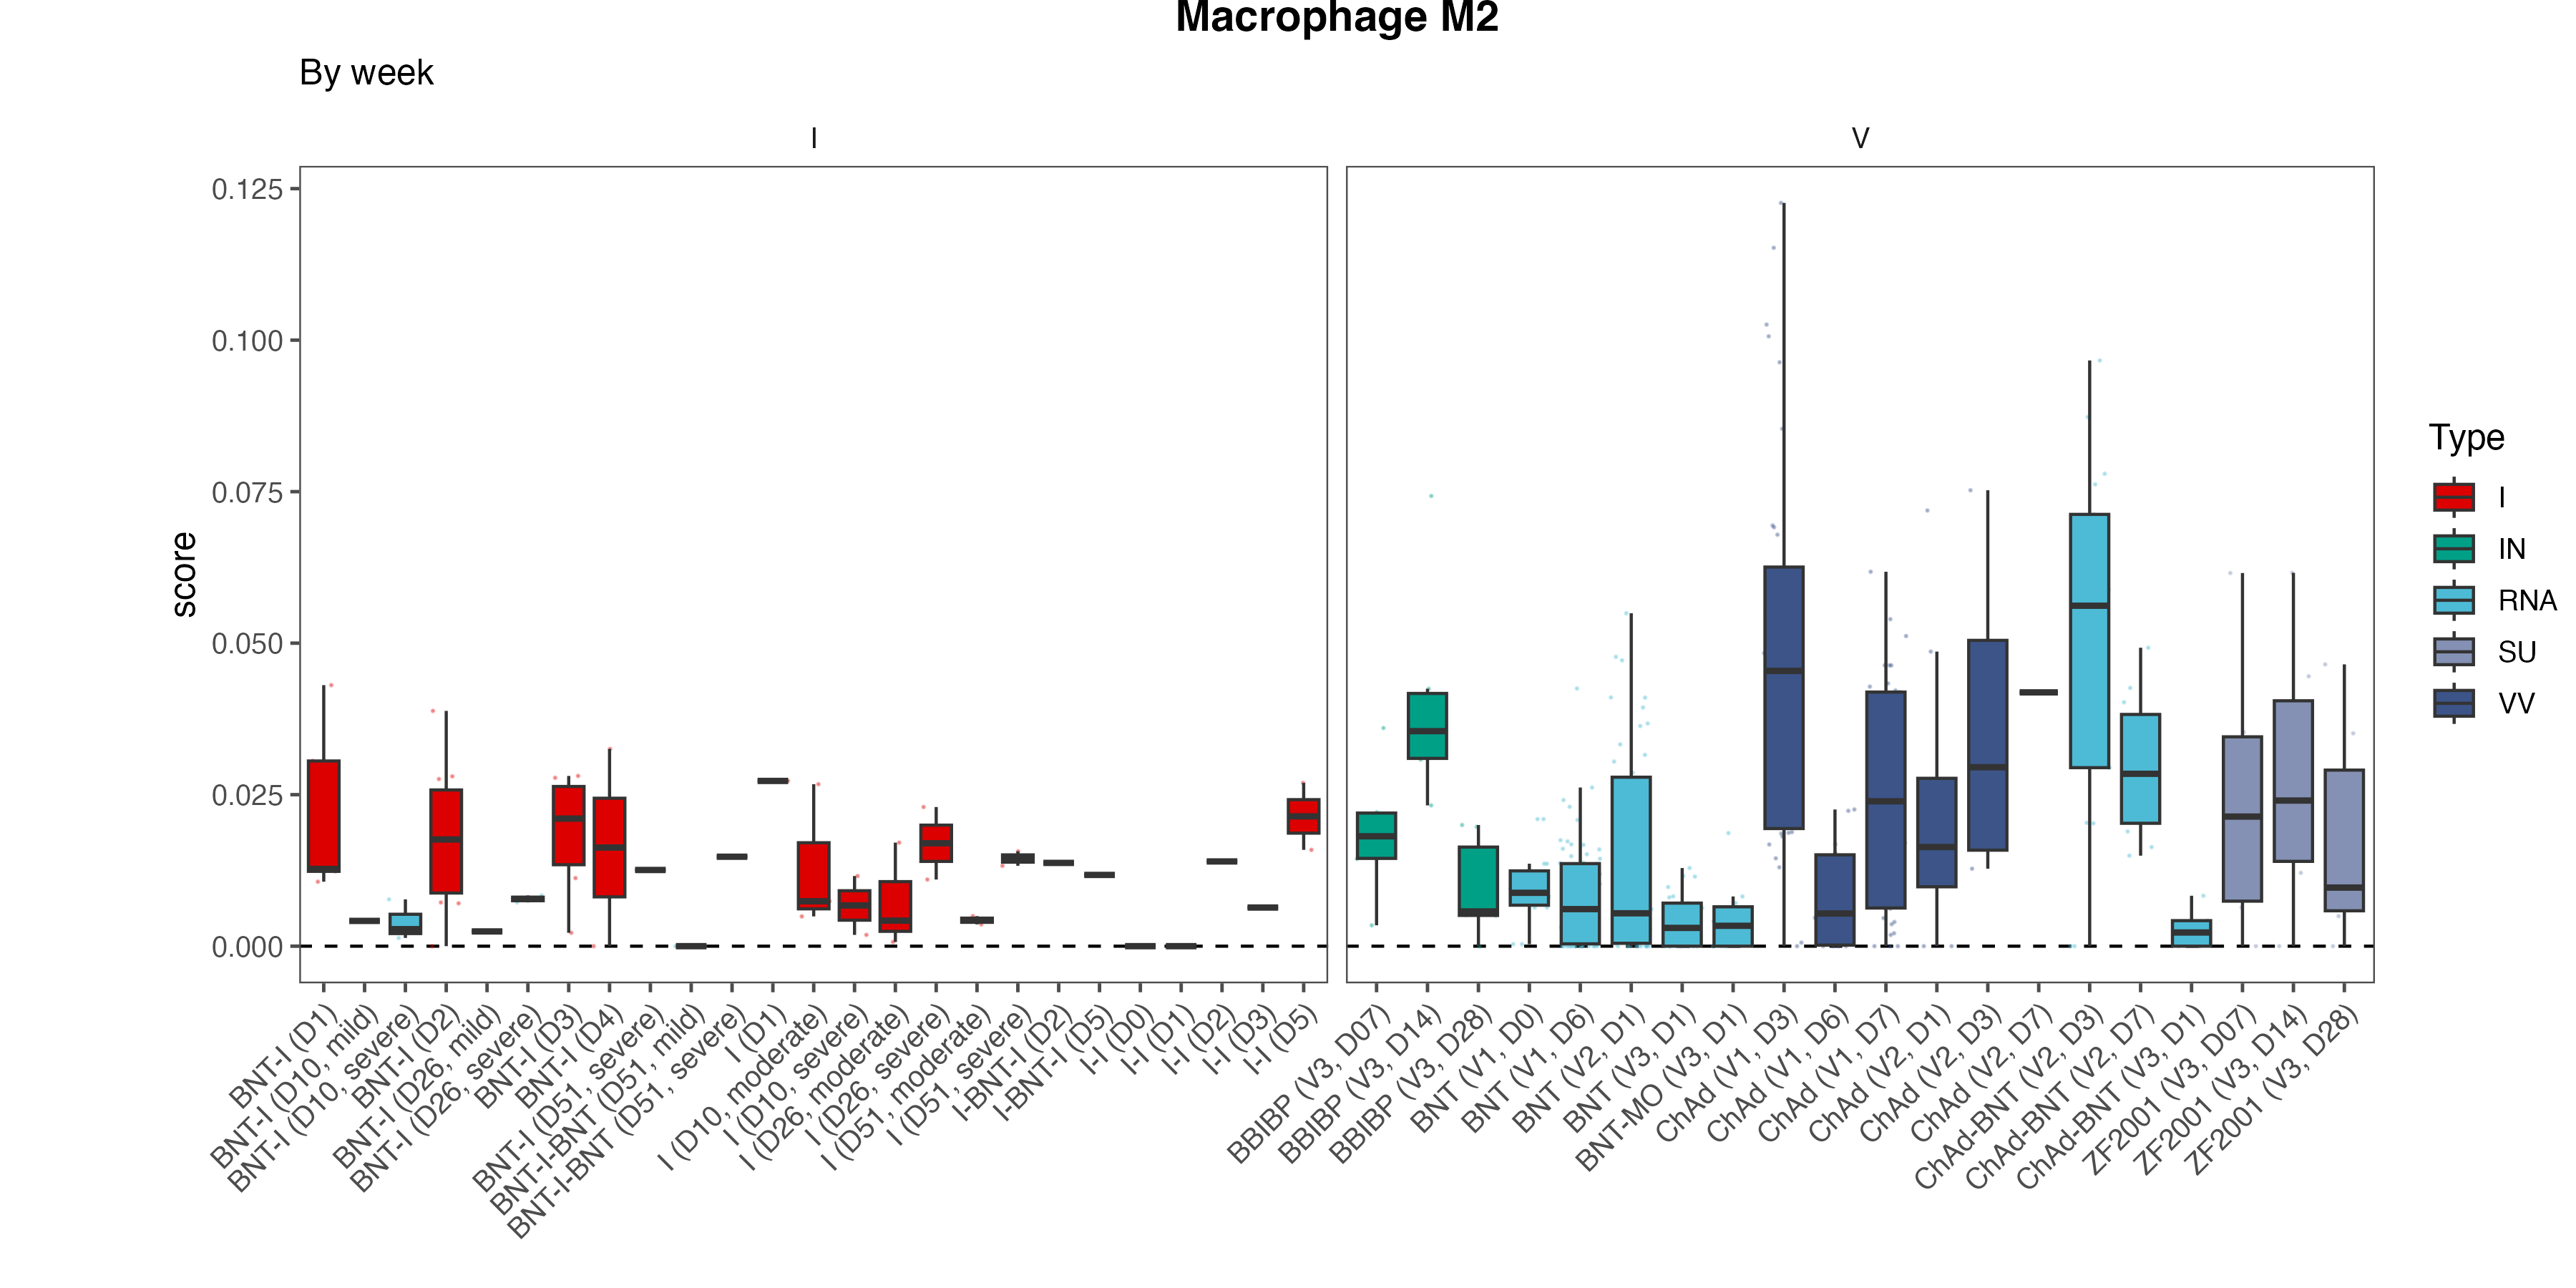 Macrophage M2
By week
I
V
score
0.125
0.100
0.075
0.050
0.025
0.000
BNT-I (D1)
BNT-I (D10, mild)
BNT-I (D10, severe)
BNT-I (D2)
BNT-I (D26, mild)
BNT-I (D26, severe)
BNT-I (D3)
BNT-I (D4)
BNT-I (D51, severe)
BNT-I-BNT (D51, mild)
BNT-I-BNT (D51, severe)
I (D1)
I (D10, moderate)
I (D10, severe)
I (D26, moderate)
I (D26, severe)
I (D51, moderate)
I (D51, severe)
I-BNT-I (D2)
I-BNT-I (D5)
I-I (D0)
I-I (D1)
I-I (D2)
I-I (D3)
I-I (D5)
BBIBP (V3, D07)
BBIBP (V3, D14)
BBIBP (V3, D28)
BNT (V1, D0)
BNT (V1, D6)
BNT (V2, D1)
BNT (V3, D1)
BNT-MO (V3, D1)
ChAd (V1, D3)
ChAd (V1, D6)
ChAd (V1, D7)
ChAd (V2, D1)
ChAd (V2, D3)
ChAd (V2, D7)
ChAd-BNT (V2, D3)
ChAd-BNT (V2, D7)
ChAd-BNT (V3, D1)
ZF2001 (V3, D07)
ZF2001 (V3, D14)
ZF2001 (V3, D28)
Type
I
IN
RNA
SU
VV